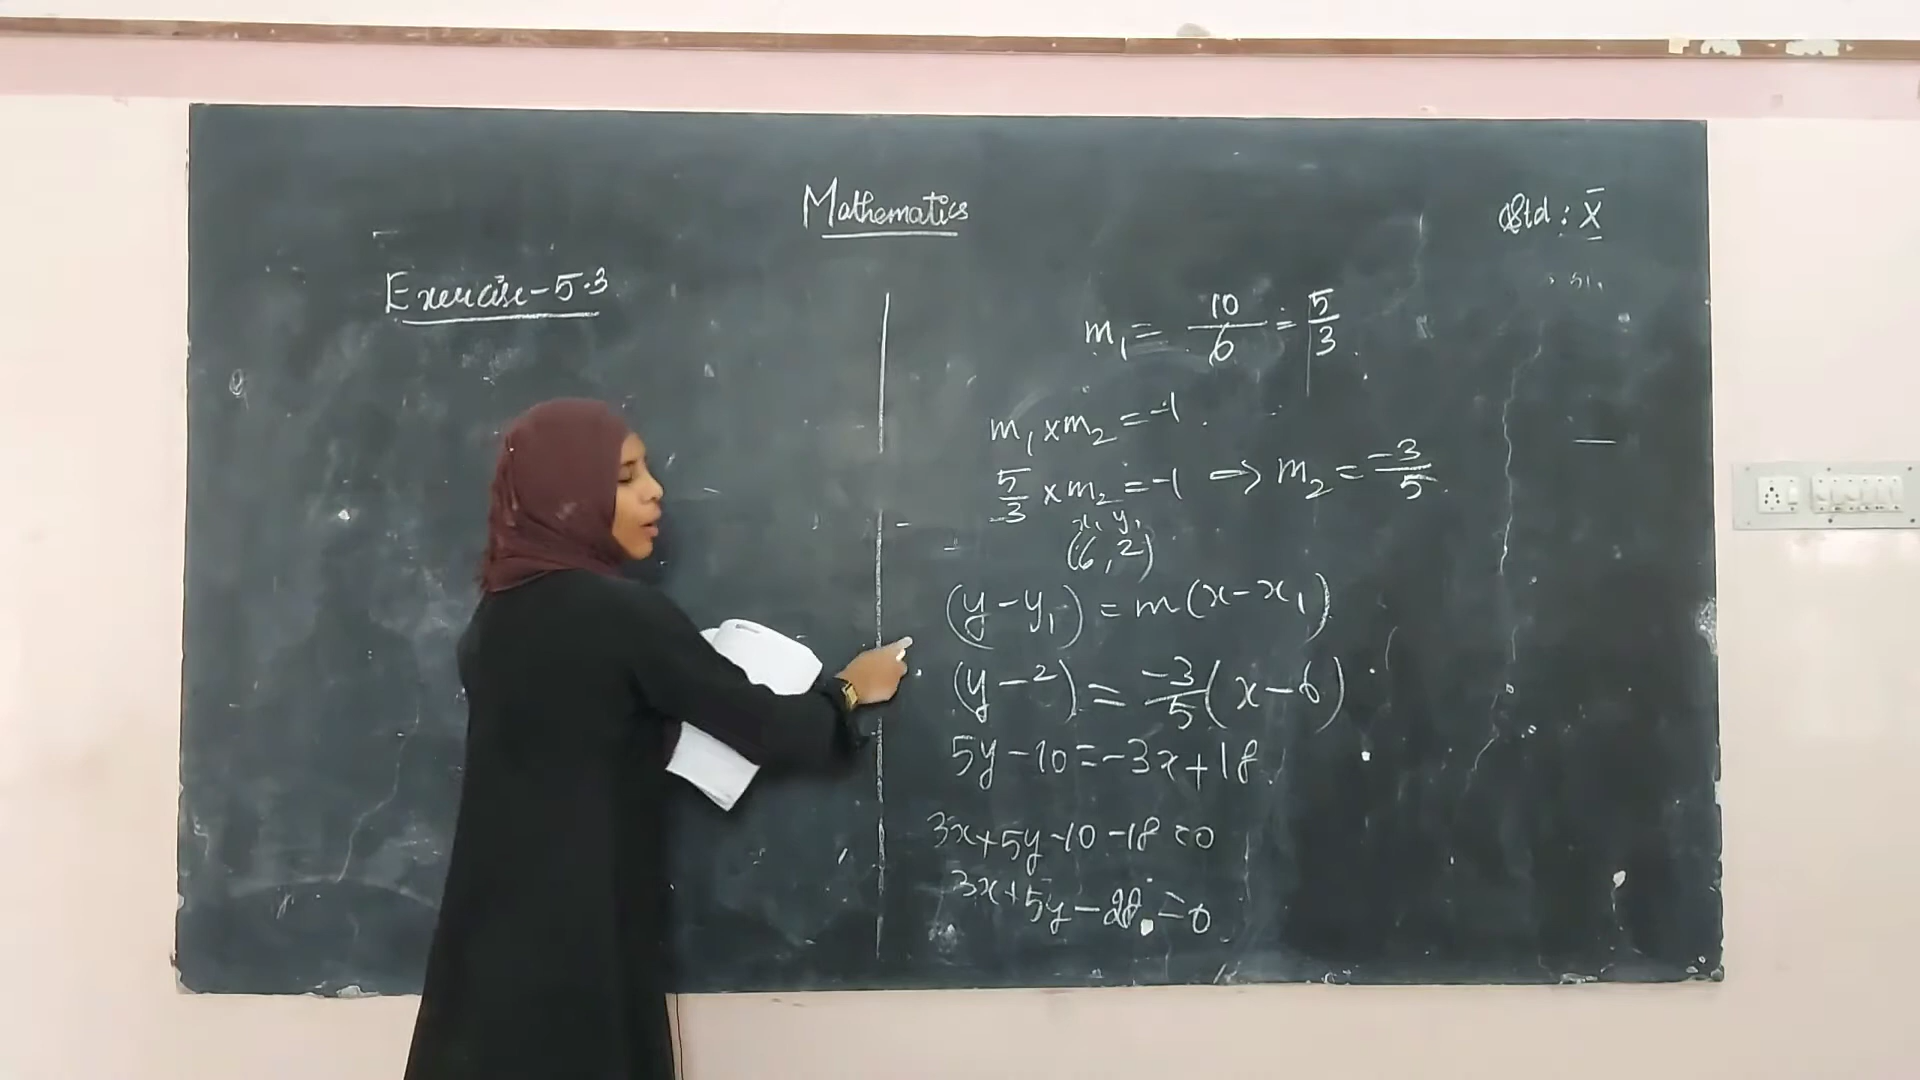 Mathematics
Std : X
Exercise-5.3
m₁ = 10/6 = 5/3
m₁ x m₂ = -1
5/3 x m₂ = -1 ⇒ m₂ = -3/5
x₁ y₁
(6, 2)
(y - y₁) = m(x - x₁)
(y - 2) = -3/5 (x - 6)
5y - 10 = -3x + 18
3x + 5y - 10 - 18 = 0
3x + 5y - 28 = 0